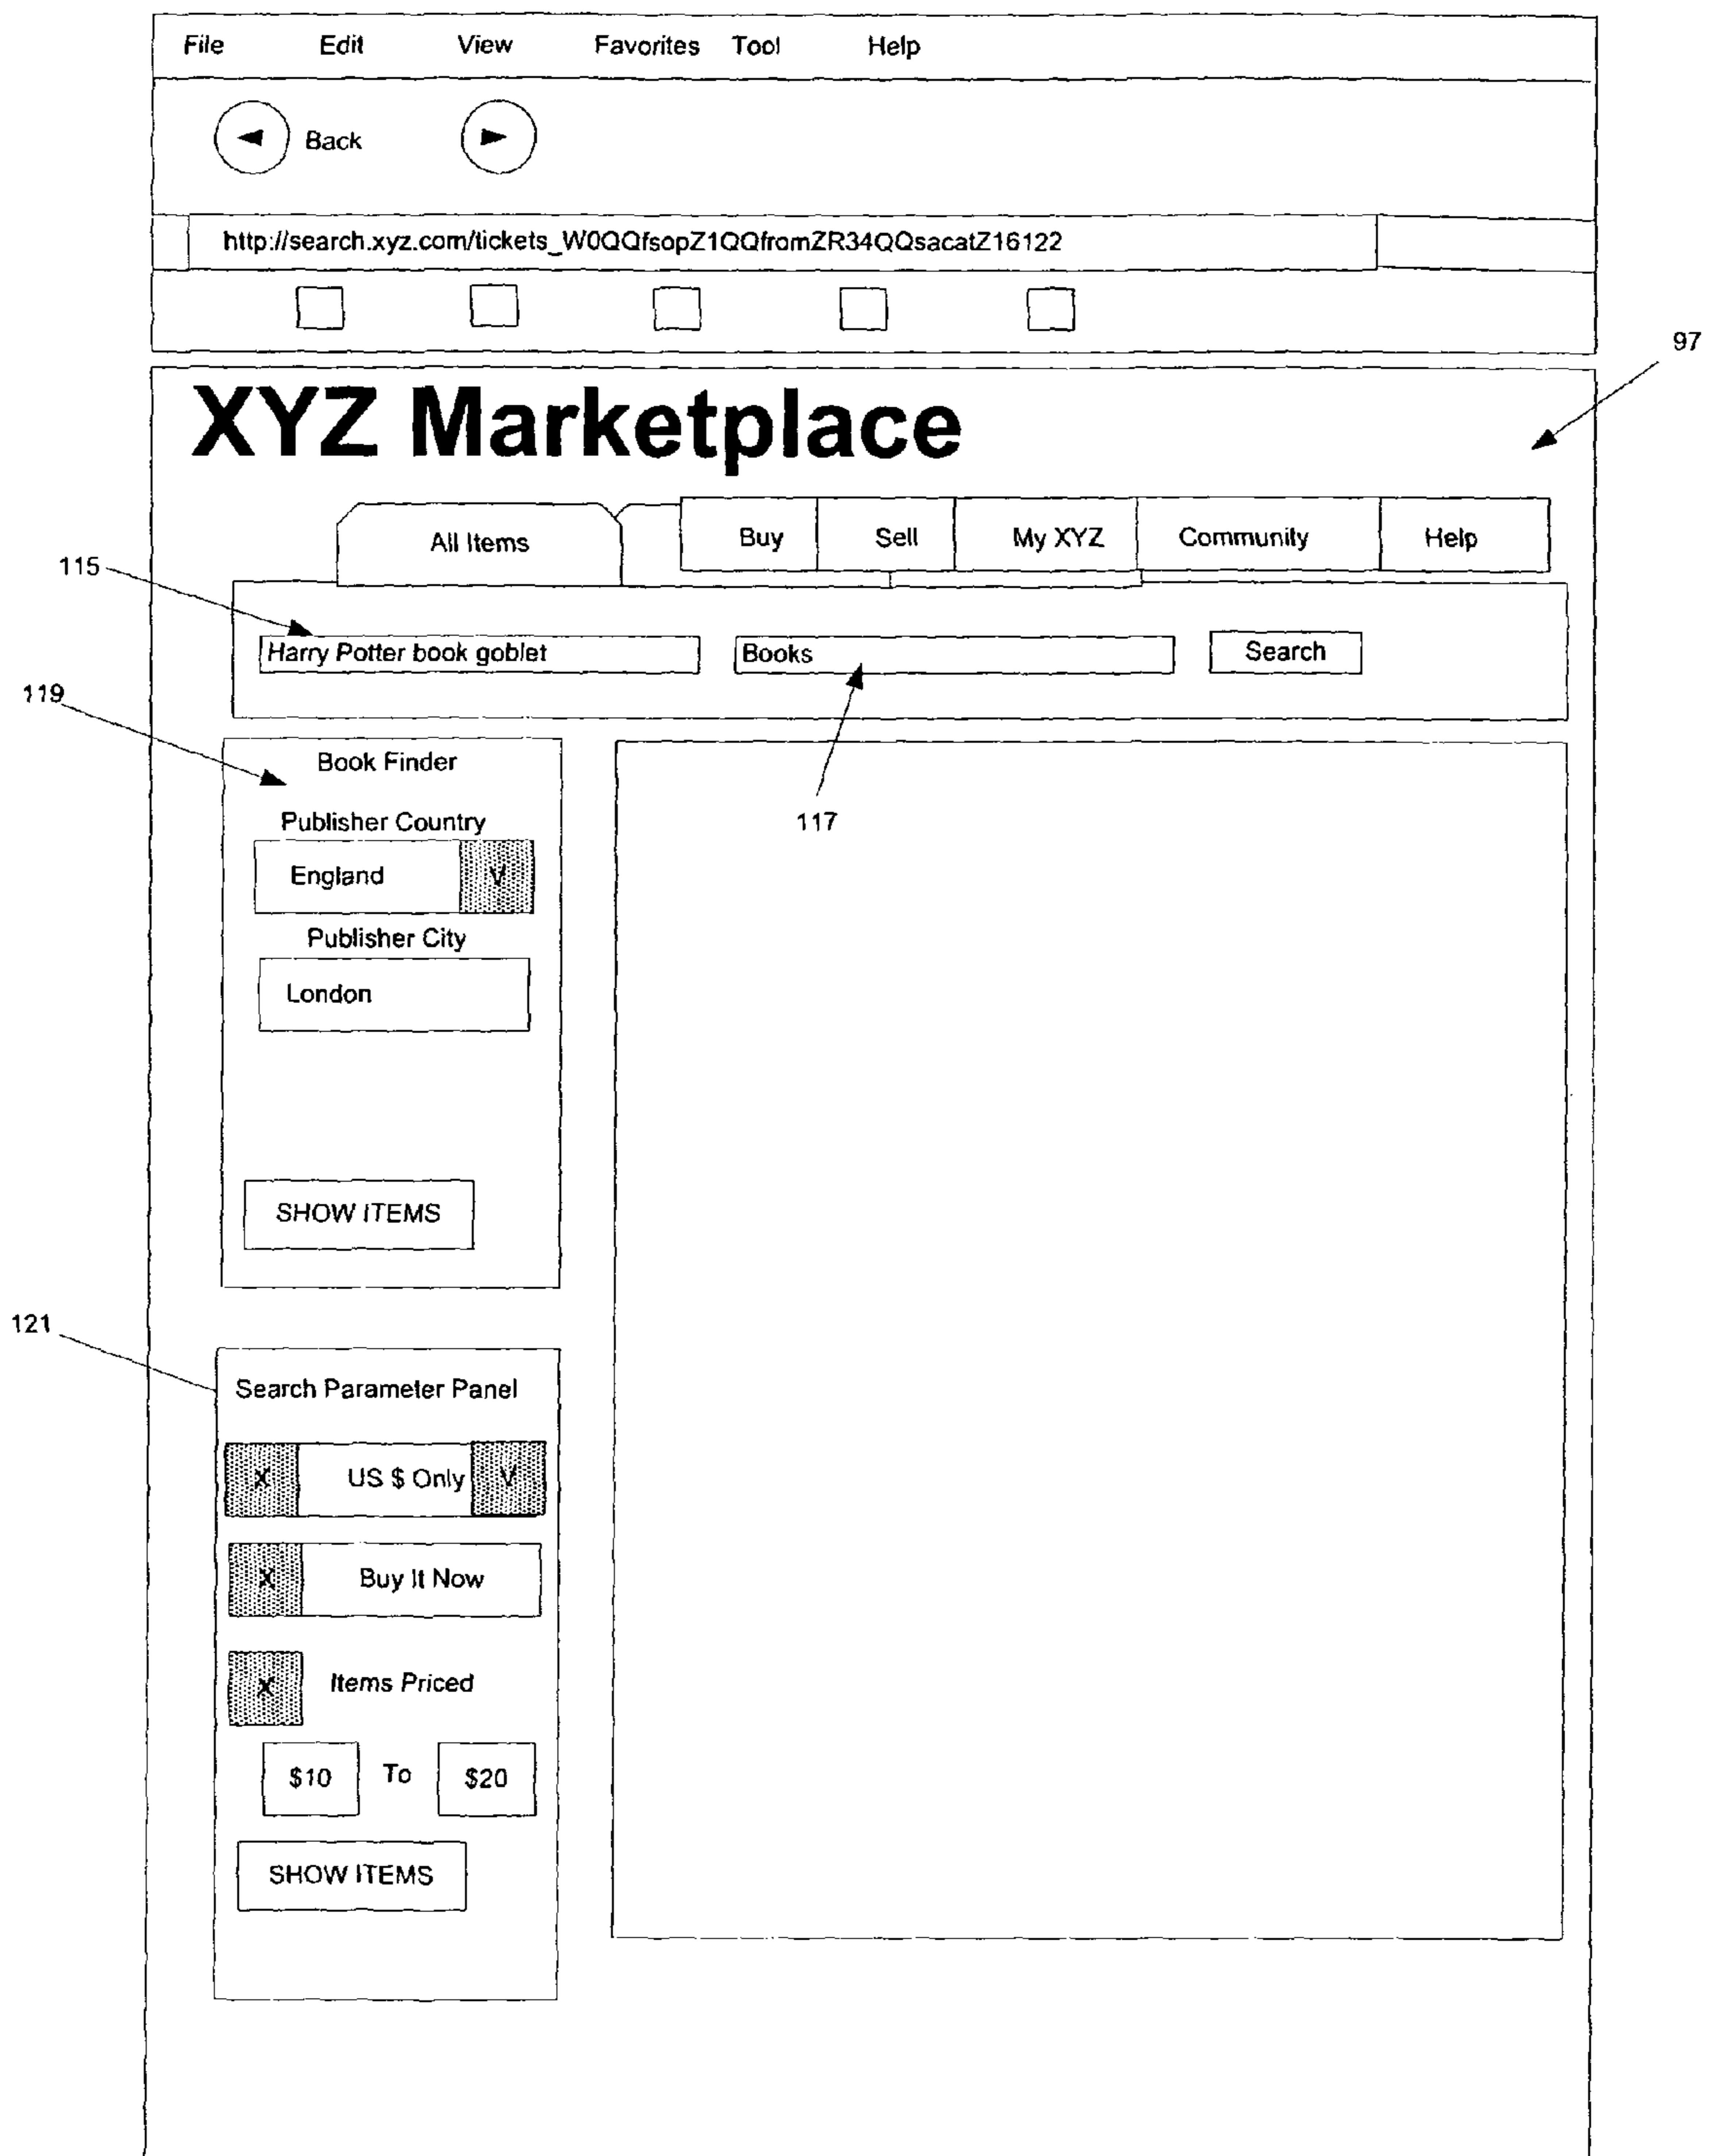 File Edit View Favorites Tool Help
Back
http://search.xyz.com/tickets_W0QQfsopZ1QQfromZR34QQsacatZ16122
97
XYZ Marketplace
All Items Buy Sell My XYZ Community Help
115
Harry Potter book goblet Books Search
119
Book Finder
Publisher Country
117
England V
Publisher City
London
SHOW ITEMS
121
Search Parameter Panel
X US $ Only V
X Buy It Now
X Items Priced
$10 To $20
SHOW ITEMS